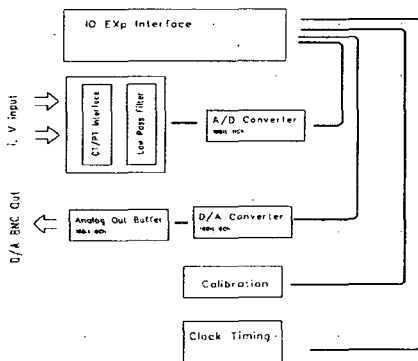 IO EXp Interface
I, V input
CT/PT Interface
Low Pass Filter
A/D Converter
D/A BNC Out
Analog Out Buffer
D/A Converter
Calibration
Clock Timing